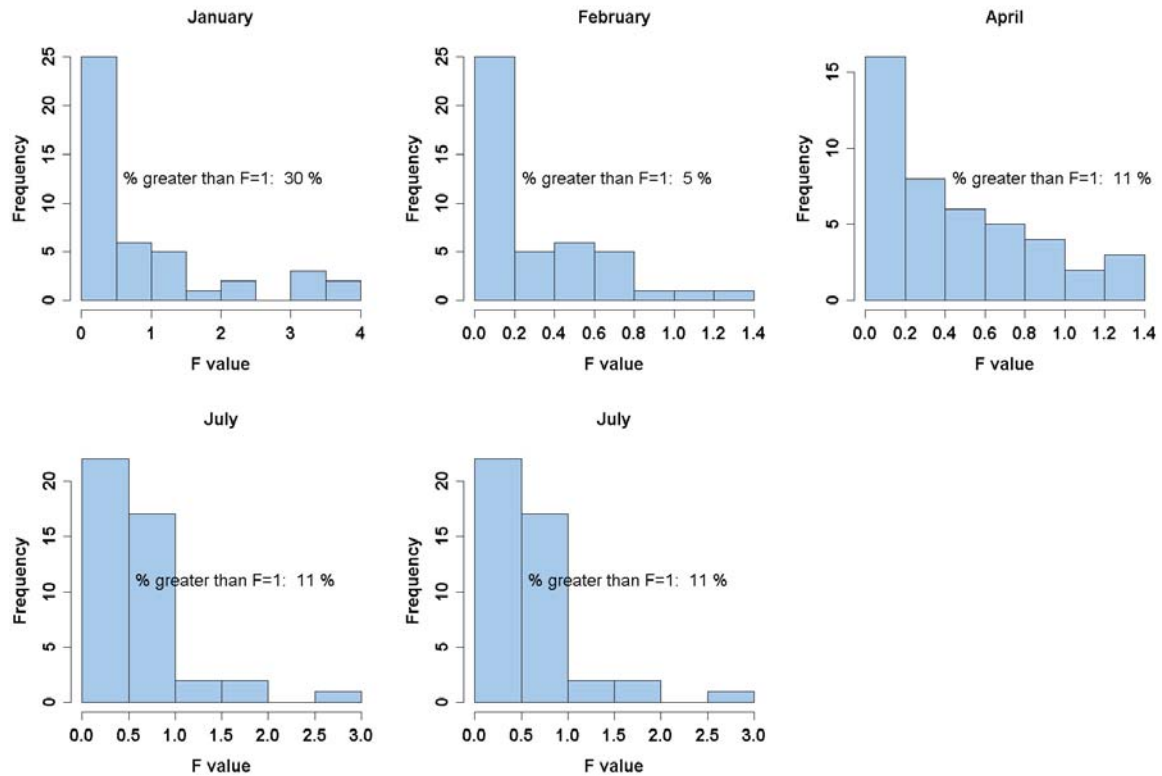 January
25
20
15
10
5
0
Frequency
% greater than F=1: 30 %
0 1 2 3 4
F value
February
25
20
15
10
5
0
Frequency
% greater than F=1: 5 %
0.0 0.2 0.4 0.6 0.8 1.0 1.2 1.4
F value
April
15
10
5
0
Frequency
% greater than F=1: 11 %
0.0 0.2 0.4 0.6 0.8 1.0 1.2 1.4
F value
July
20
15
10
5
0
Frequency
% greater than F=1: 11 %
0.0 0.5 1.0 1.5 2.0 2.5 3.0
F value
July
20
15
10
5
0
Frequency
% greater than F=1: 11 %
0.0 0.5 1.0 1.5 2.0 2.5 3.0
F value